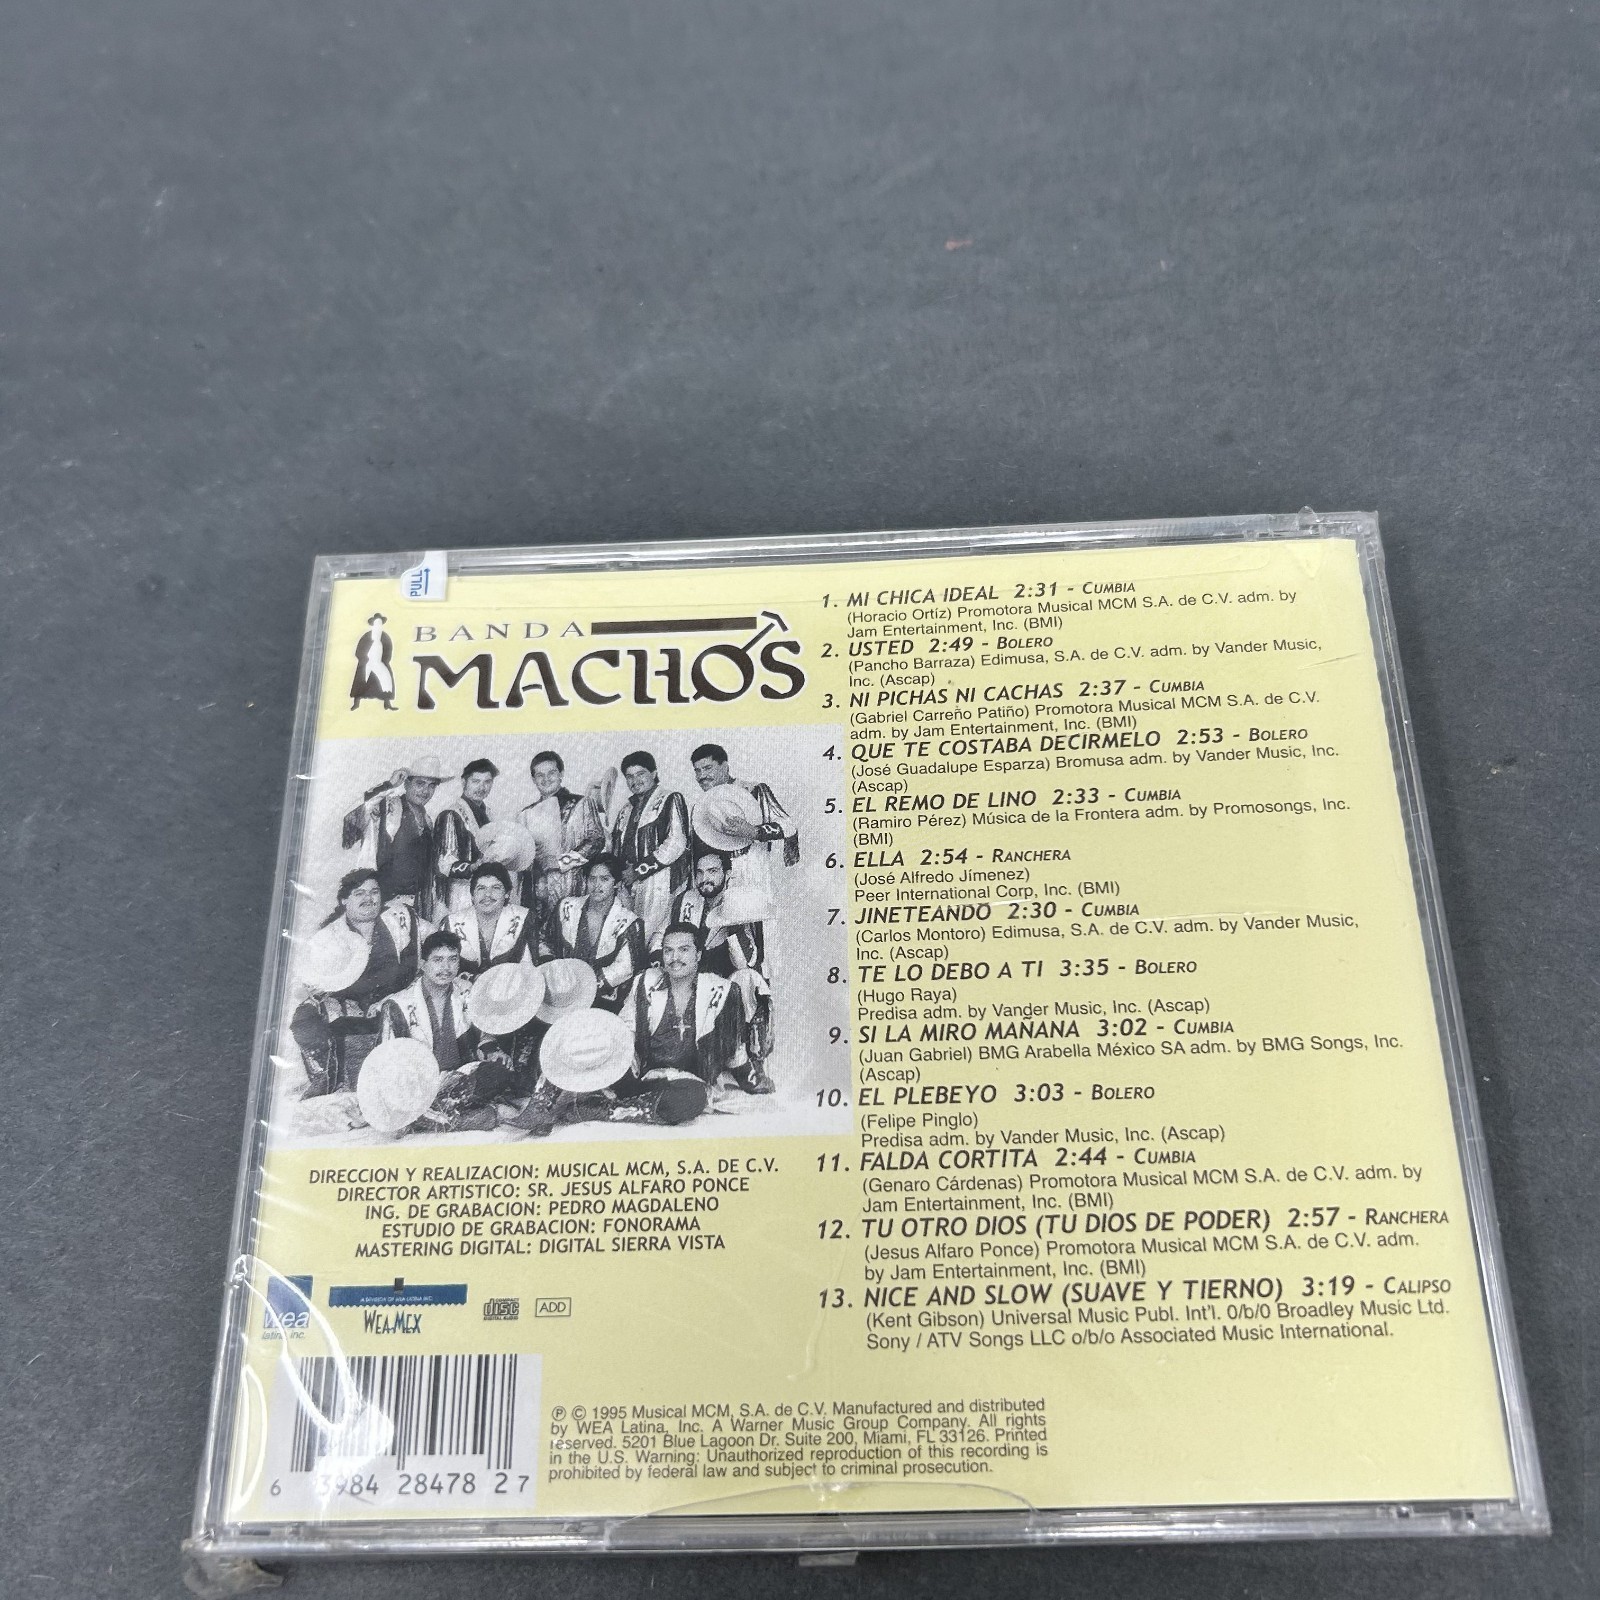 PULL
BANDA
MACHOS
1. MI CHICA IDEAL 2:31 - CUMBIA
(Horacio Ortíz) Promotora Musical MCM S.A. de C.V. adm. by
Jam Entertainment, Inc. (BMI)
2. USTED 2:49 - BOLERO
(Pancho Barraza) Edimusa, S.A. de C.V. adm. by Vander Music,
Inc. (Ascap)
3. NI PICHAS NI CACHAS 2:37 - CUMBIA
(Gabriel Carreño Patiño) Promotora Musical MCM S.A. de C.V.
adm. by Jam Entertainment, Inc. (BMI)
4. QUE TE COSTABA DECIRMELO 2:53 - BOLERO
(José Guadalupe Esparza) Bromusa adm. by Vander Music, Inc.
(Ascap)
5. EL REMO DE LINO 2:33 - CUMBIA
(Ramiro Pérez) Música de la Frontera adm. by Promosongs, Inc.
(BMI)
6. ELLA 2:54 - RANCHERA
(José Alfredo Jímenez)
Peer International Corp, Inc. (BMI)
7. JINETEANDO 2:30 - CUMBIA
(Carlos Montoro) Edimusa, S.A. de C.V. adm. by Vander Music,
Inc. (Ascap)
8. TE LO DEBO A TI 3:35 - BOLERO
(Hugo Raya)
Predisa adm. by Vander Music, Inc. (Ascap)
9. SI LA MIRO MAÑANA 3:02 - CUMBIA
(Juan Gabriel) BMG Arabella México SA adm. by BMG Songs, Inc.
(Ascap)
10. EL PLEBEYO 3:03 - BOLERO
(Felipe Pinglo)
Predisa adm. by Vander Music, Inc. (Ascap)
11. FALDA CORTITA 2:44 - CUMBIA
(Genaro Cárdenas) Promotora Musical MCM S.A. de C.V. adm. by
Jam Entertainment, Inc. (BMI)
12. TU OTRO DIOS (TU DIOS DE PODER) 2:57 - RANCHERA
(Jesus Alfaro Ponce) Promotora Musical MCM S.A. de C.V. adm.
by Jam Entertainment, Inc. (BMI)
13. NICE AND SLOW (SUAVE Y TIERNO) 3:19 - CALIPSO
(Kent Gibson) Universal Music Publ. Int'l. O/b/O Broadley Music Ltd.
Sony / ATV Songs LLC o/b/o Associated Music International.
DIRECCION Y REALIZACION: MUSICAL MCM, S.A. DE C.V.
DIRECTOR ARTISTICO: SR. JESUS ALFARO PONCE
ING. DE GRABACION: PEDRO MAGDALENO
ESTUDIO DE GRABACION: FONORAMA
MASTERING DIGITAL: DIGITAL SIERRA VISTA
wea
latina inc.
A DIVISION OF WEA LATINA INC.
WEAMEX
COMPACT
disc
DIGITAL AUDIO
ADD
6 3984 28478 2 7
℗ © 1995 Musical MCM, S.A. de C.V. Manufactured and distributed
by WEA Latina, Inc. A Warner Music Group Company. All rights
reserved. 5201 Blue Lagoon Dr. Suite 200, Miami, FL 33126. Printed
in the U.S. Warning: Unauthorized reproduction of this recording is
prohibited by federal law and subject to criminal prosecution.